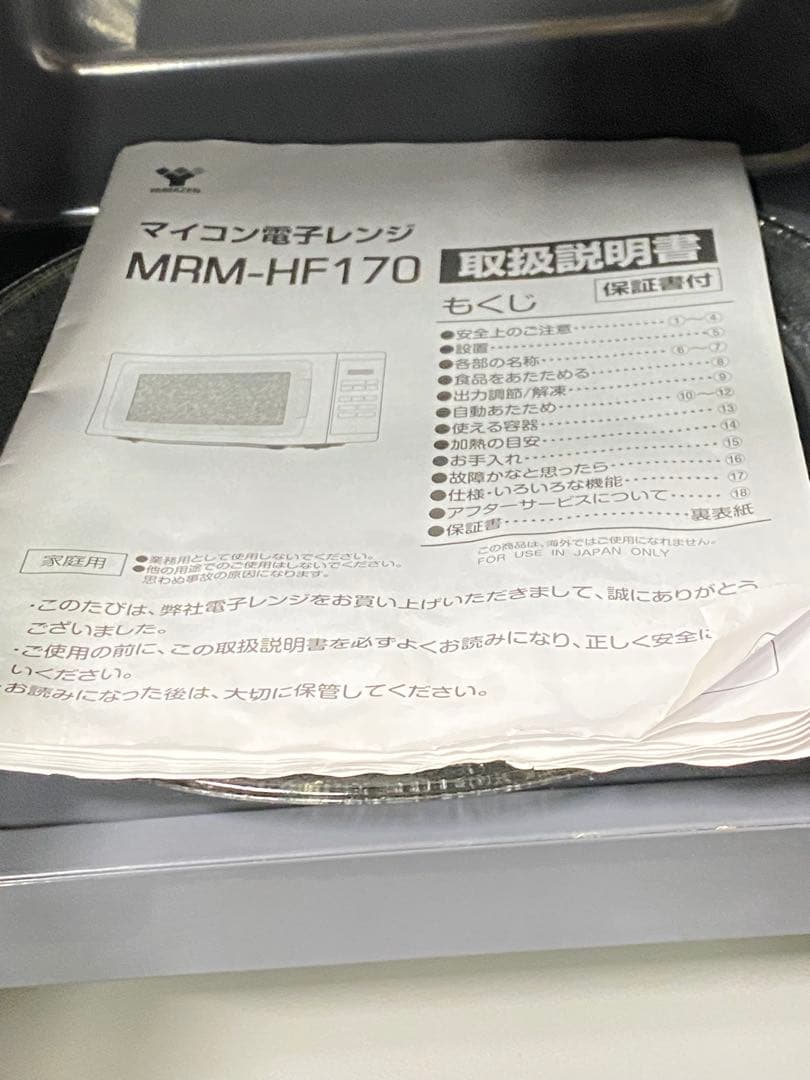 YAMAZEN
マイコン電子レンジ
MRM-HF170
取扱説明書
保証書付
もくじ
●安全上のご注意……………①〜④
●設置……………………………⑤
●各部の名称………………⑥〜⑦
●食品をあたためる……………⑧
●出力調節/解凍………………⑨
●自動あたため……………⑩〜⑫
●使える容器……………………⑬
●加熱の目安……………………⑭
●お手入れ………………………⑮
●故障かなと思ったら…………⑯
●仕様・いろいろな機能………⑰
●アフターサービスについて……⑱
●保証書……………………裏表紙
この商品は、海外ではご使用になれません。
FOR USE IN JAPAN ONLY
家庭用
●業務用として使用しないでください。
●他の用途でのご使用はしないでください。
思わぬ事故の原因になります。
・このたびは、弊社電子レンジをお買い上げいただきまして、誠にありがとう
ございました。
・ご使用の前に、この取扱説明書を必ずよくお読みになり、正しく安全に
いください。
お読みになった後は、大切に保管してください。